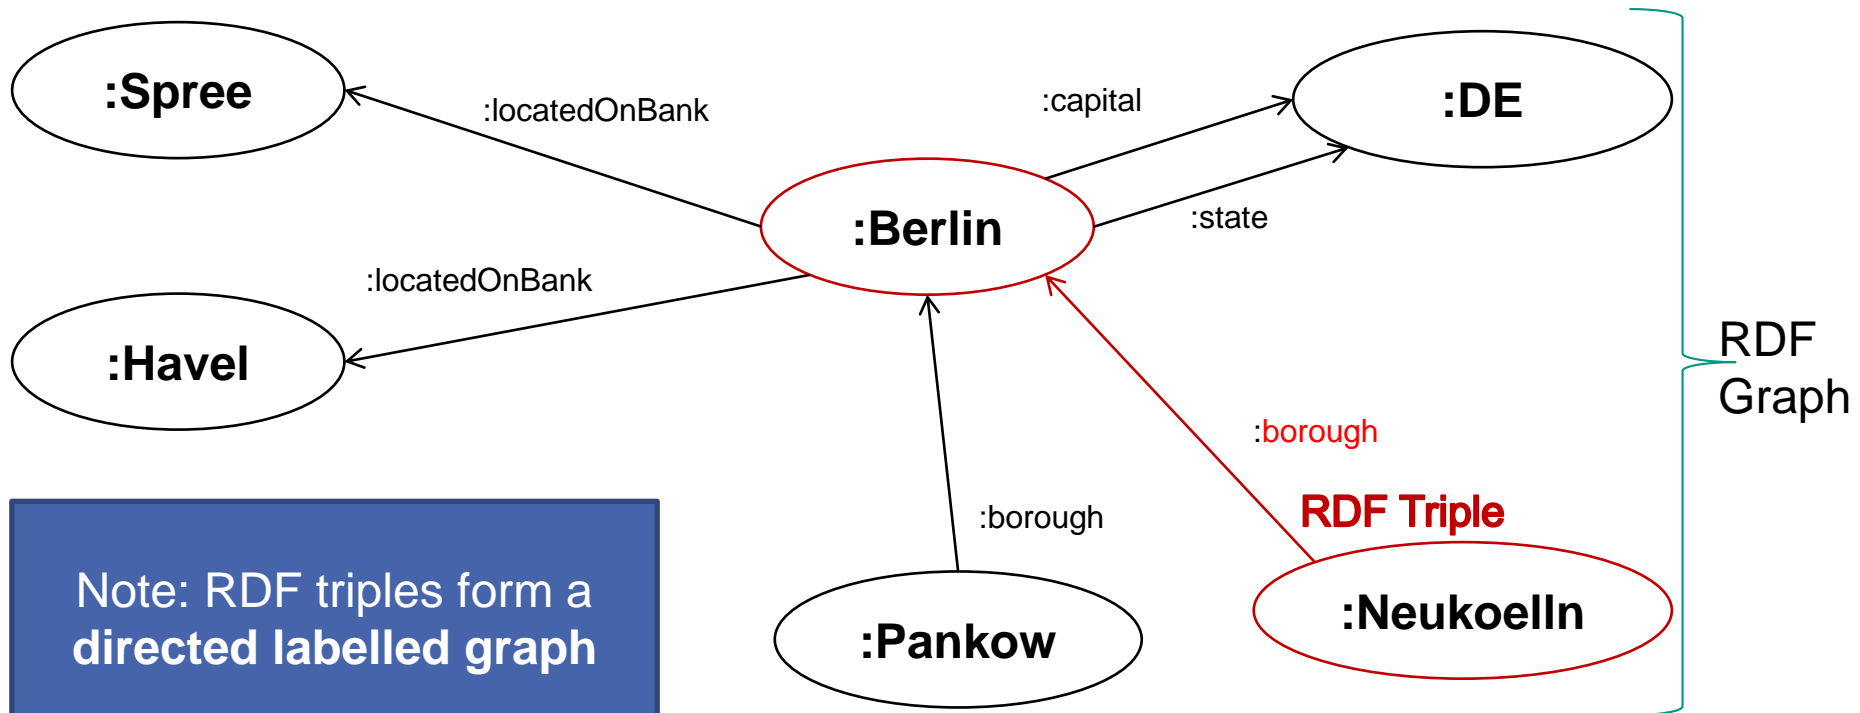 :Spree
:locatedOnBank
:capital
:DE
:Berlin
:state
:locatedOnBank
:Havel
RDF
Graph
:borough
:borough
RDF Triple
Note: RDF triples form a
directed labelled graph
:Pankow
:Neukoelln